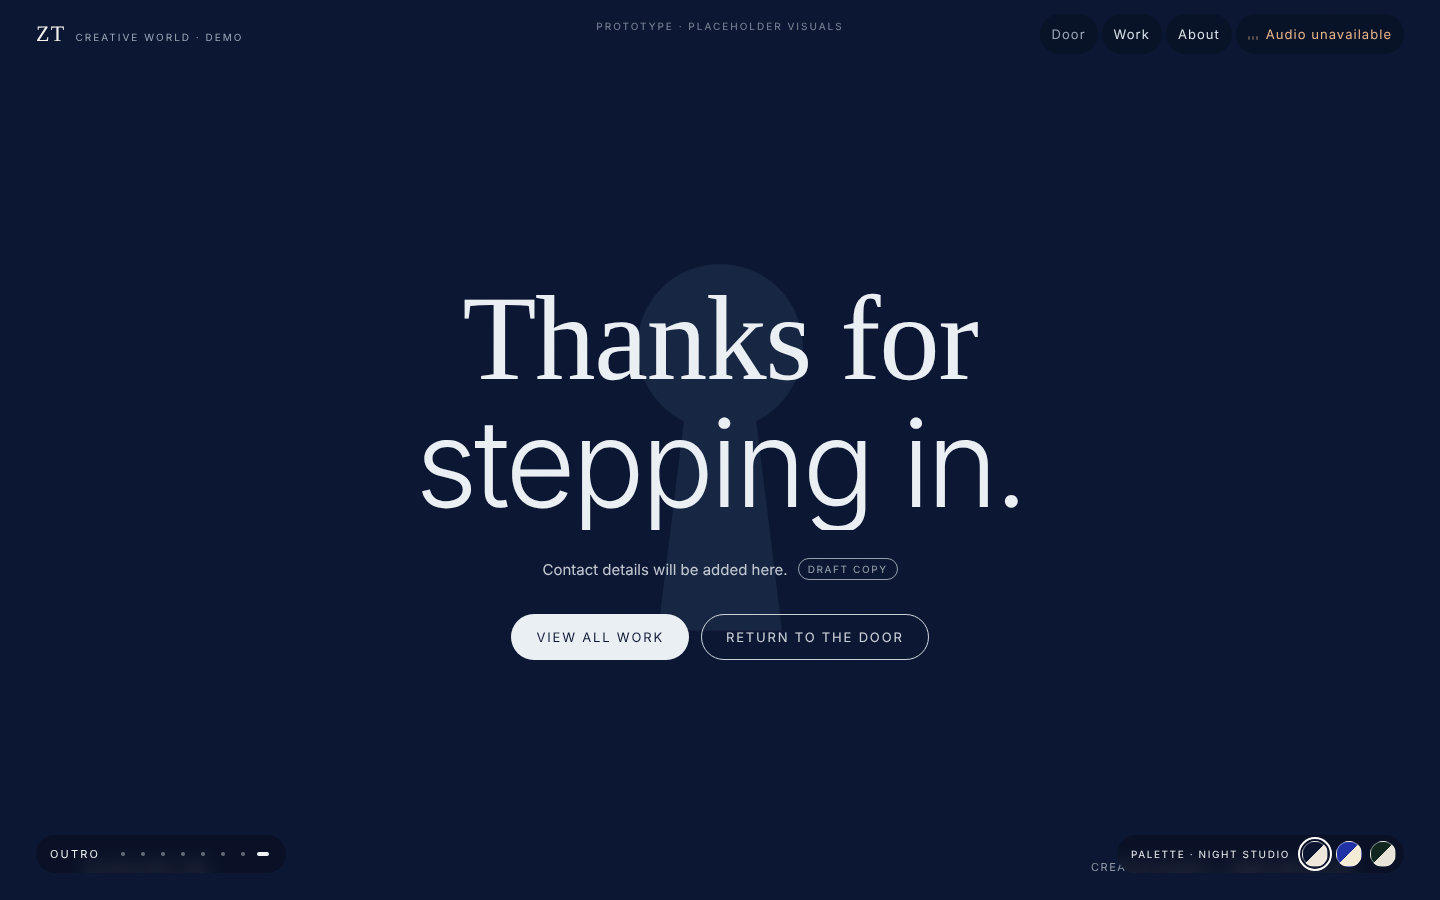 ZT CREATIVE WORLD · DEMO
PROTOTYPE · PLACEHOLDER VISUALS
Door Work About Audio unavailable
Thanks for
stepping in.
Contact details will be added here. DRAFT COPY
VIEW ALL WORK RETURN TO THE DOOR
OUTRO
PALETTE · NIGHT STUDIO